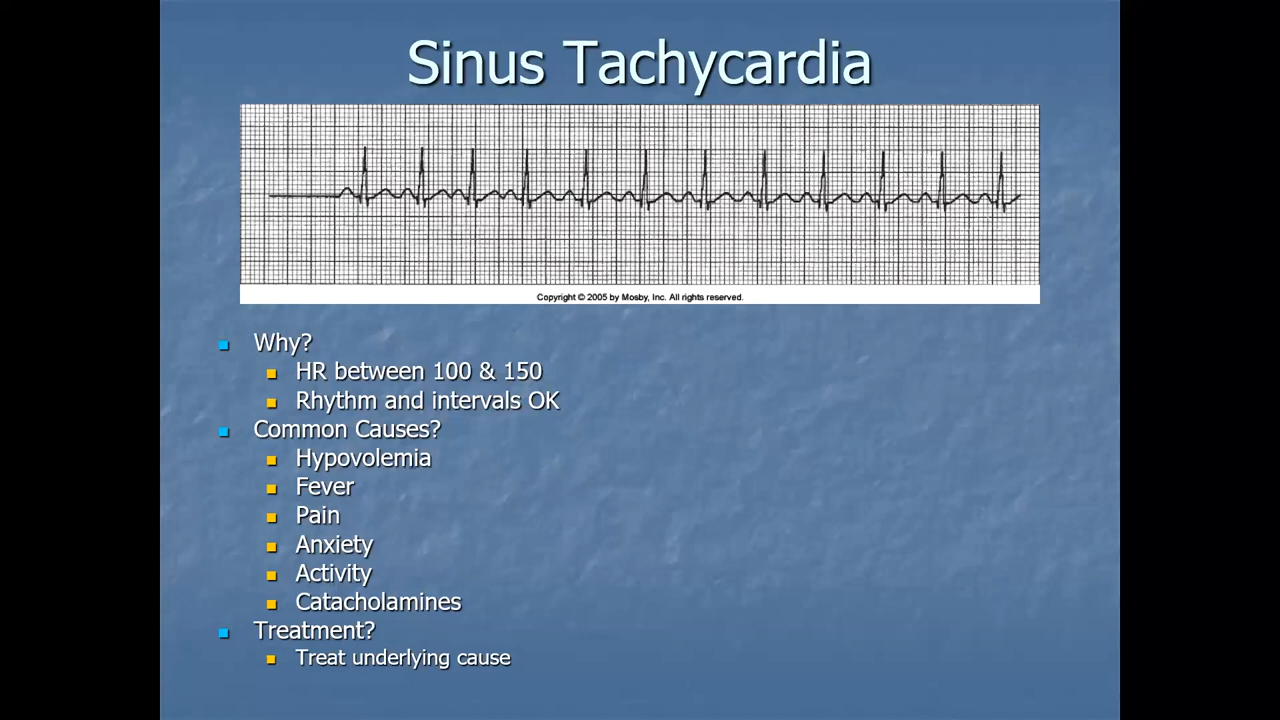 Sinus Tachycardia
Copyright © 2005 by Mosby, Inc. All rights reserved.
Why?
HR between 100 & 150
Rhythm and intervals OK
Common Causes?
Hypovolemia
Fever
Pain
Anxiety
Activity
Catacholamines
Treatment?
Treat underlying cause